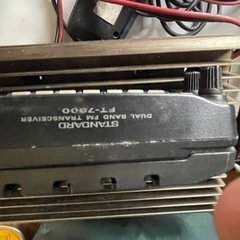 STANDARD
DUAL BAND FM TRANSCEIVER
FT-7800